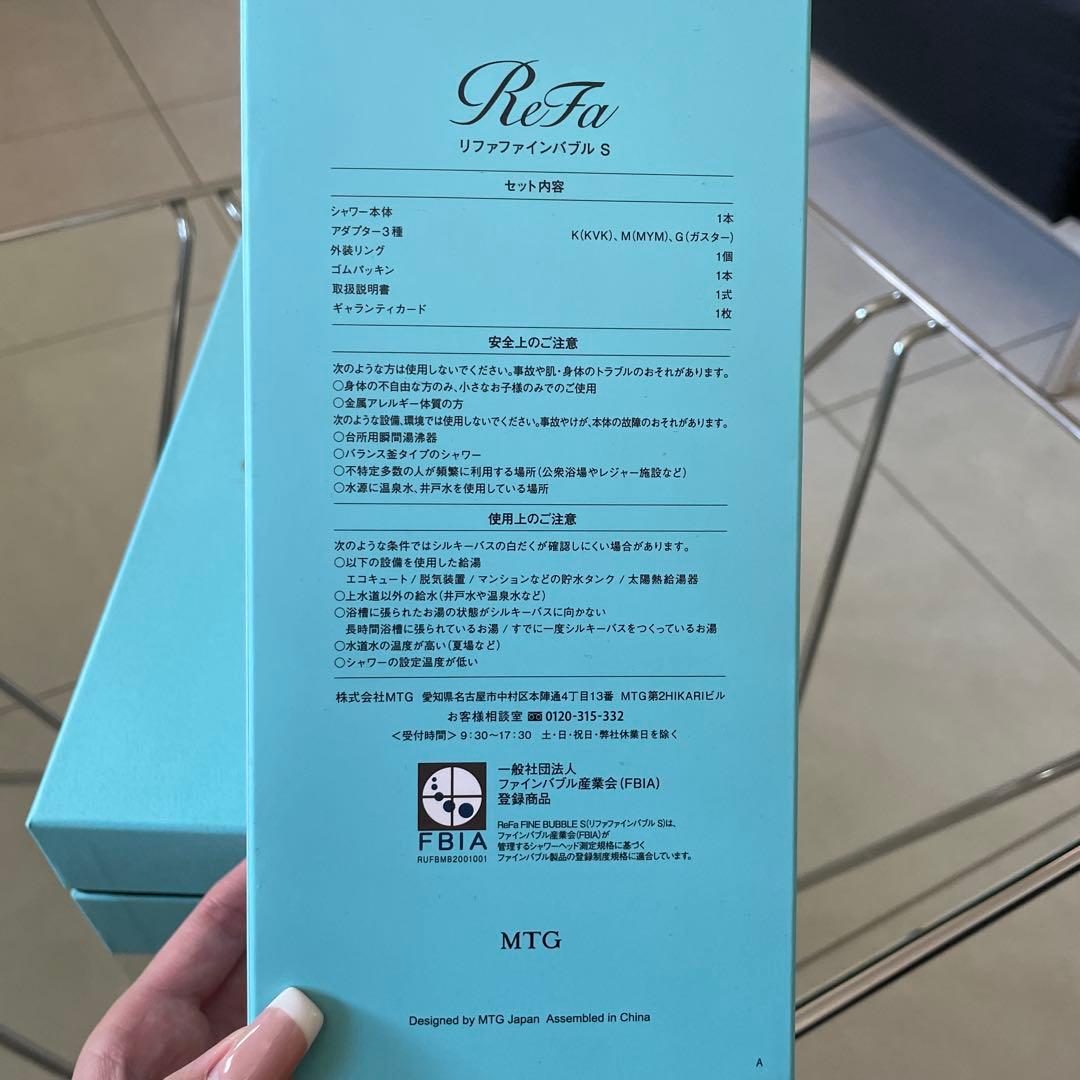 ReFa
リファファインバブル S
セット内容
シャワー本体 1本
アダプター3種 K(KVK)、M(MYM)、G(ガスター)
外装リング 1個
ゴムパッキン 1本
取扱説明書 1式
ギャランティカード 1枚
安全上のご注意
次のような方は使用しないでください。事故や肌・身体のトラブルのおそれがあります。
○身体の不自由な方のみ、小さなお子様のみでのご使用
○金属アレルギー体質の方
次のような設備、環境では使用しないでください。事故やけが、本体の故障のおそれがあります。
○台所用瞬間湯沸器
○バランス釜タイプのシャワー
○不特定多数の人が頻繁に利用する場所(公衆浴場やレジャー施設など)
○水源に温泉水、井戸水を使用している場所
使用上のご注意
次のような条件ではシルキーバスの白だくが確認しにくい場合があります。
○以下の設備を使用した給湯
エコキュート / 脱気装置 / マンションなどの貯水タンク / 太陽熱給湯器
○上水道以外の給水(井戸水や温泉水など)
○浴槽に張られたお湯の状態がシルキーバスに向かない
長時間浴槽に張られているお湯 / すでに一度シルキーバスをつくっているお湯
○水道水の温度が高い(夏場など)
○シャワーの設定温度が低い
株式会社MTG 愛知県名古屋市中村区本陣通4丁目13番 MTG第2HIKARIビル
お客様相談室 0120-315-332
<受付時間> 9:30〜17:30 土・日・祝日・弊社休業日を除く
一般社団法人
ファインバブル産業会(FBIA)
登録商品
ReFa FINE BUBBLE S(リファファインバブル S)は、
ファインバブル産業会(FBIA)が
管理するシャワーヘッド測定規格に基づく
ファインバブル製品の登録制度規格に適合しています。
FBIA
RUFBMB2001001
MTG
Designed by MTG Japan Assembled in China
A